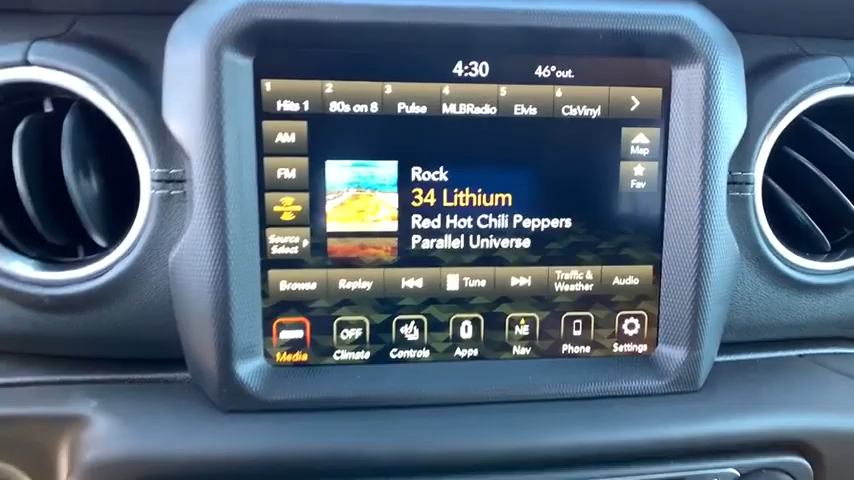 4:30 46°out.
1 2 3 4 5 6
Hits 1 80s on 8 Pulse MLBRadio Elvis ClsVinyl
AM
FM
Source
Select
Map
Fav
Rock
34 Lithium
Red Hot Chili Peppers
Parallel Universe
Browse Replay Tune Traffic &
Weather Audio
OFF NE
Media Climate Controls Apps Nav Phone Settings